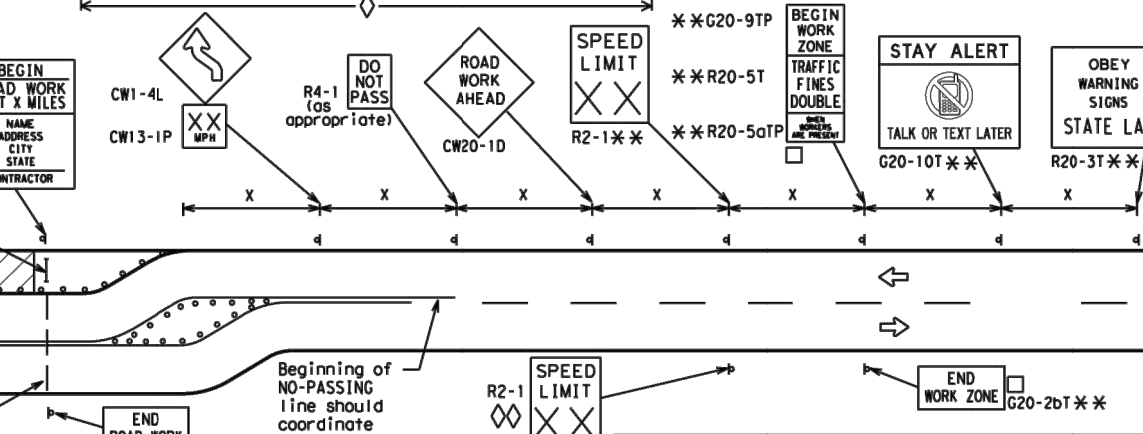 BEGIN
AD WORK
T X MILES
NAME
ADDRESS
CITY
STATE
ONTRACTOR
CW1-4L
CW13-1P
XX
MPH
R4-1
(as
appropriate)
DO
NOT
PASS
ROAD
WORK
AHEAD
CW20-1D
SPEED
LIMIT
XX
R2-1**
**G20-9TP
**R20-5T
**R20-5aTP
BEGIN
WORK
ZONE
TRAFFIC
FINES
DOUBLE
WHEN
WORKERS
ARE PRESENT
STAY ALERT
TALK OR TEXT LATER
G20-10T**
OBEY
WARNING
SIGNS
STATE LA
R20-3T**
X
X
X
X
X
X
X
Beginning of
NO-PASSING
line should
coordinate
R2-1
SPEED
LIMIT
XX
END
WORK ZONE
G20-2bT**
END
ROAD WORK